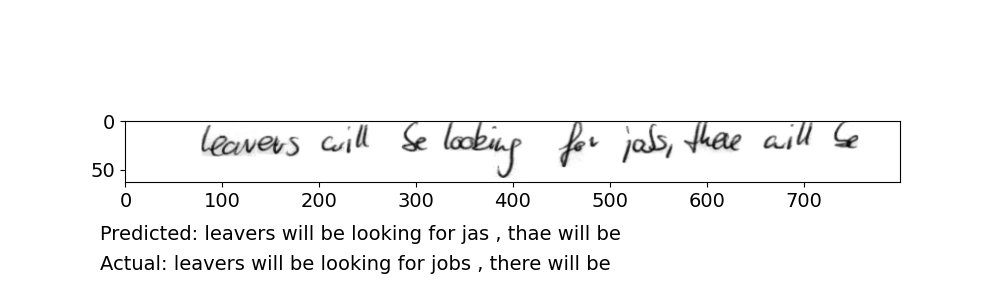 0
leavers will be looking for jobs, there will be
50
0 100 200 300 400 500 600 700
Predicted: leavers will be looking for jas , thae will be
Actual: leavers will be looking for jobs , there will be